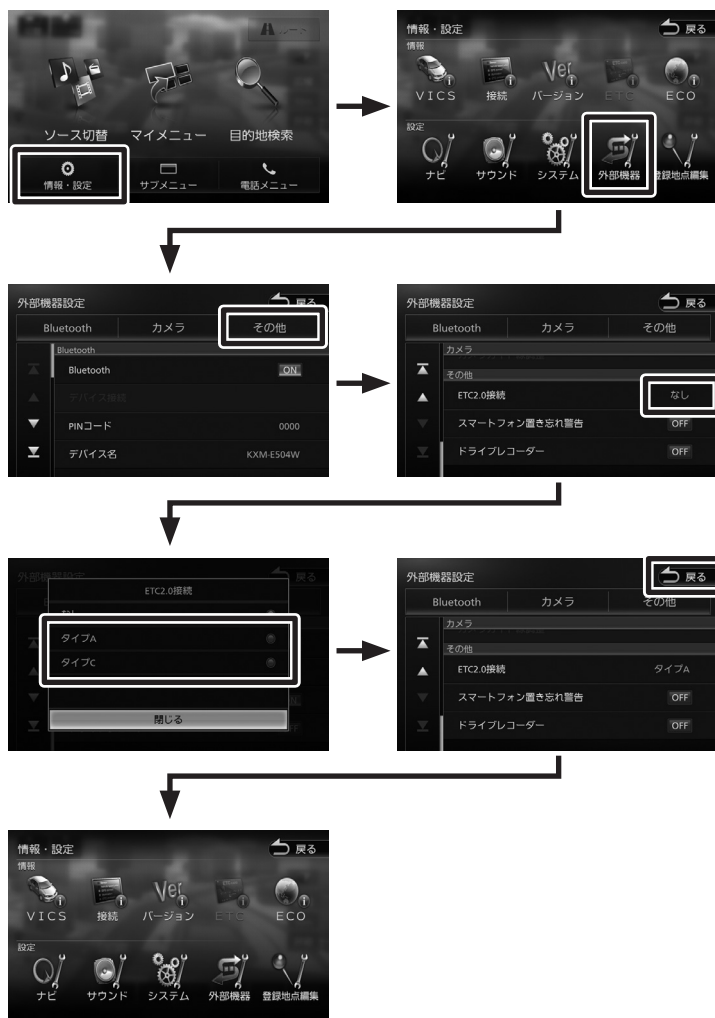 ソース切替 マイメニュー 目的地検索
情報・設定 サブメニュー 電話メニュー
情報・設定 戻る
情報
VICS 接続 バージョン ETC ECO
設定
ナビ サウンド システム 外部機器 登録地点編集
外部機器設定 戻る
Bluetooth カメラ その他
Bluetooth
Bluetooth ON
デバイス接続
PINコード 0000
デバイス名 KXM-E504W
外部機器設定 戻る
Bluetooth カメラ その他
カメラ
その他
ETC2.0接続 なし
スマートフォン置き忘れ警告 OFF
ドライブレコーダー OFF
外部機器設定 戻る
ETC2.0接続
なし
タイプA
タイプC
閉じる
外部機器設定 戻る
Bluetooth カメラ その他
カメラ
その他
ETC2.0接続 タイプA
スマートフォン置き忘れ警告 OFF
ドライブレコーダー OFF
情報・設定 戻る
情報
VICS 接続 バージョン ETC ECO
設定
ナビ サウンド システム 外部機器 登録地点編集